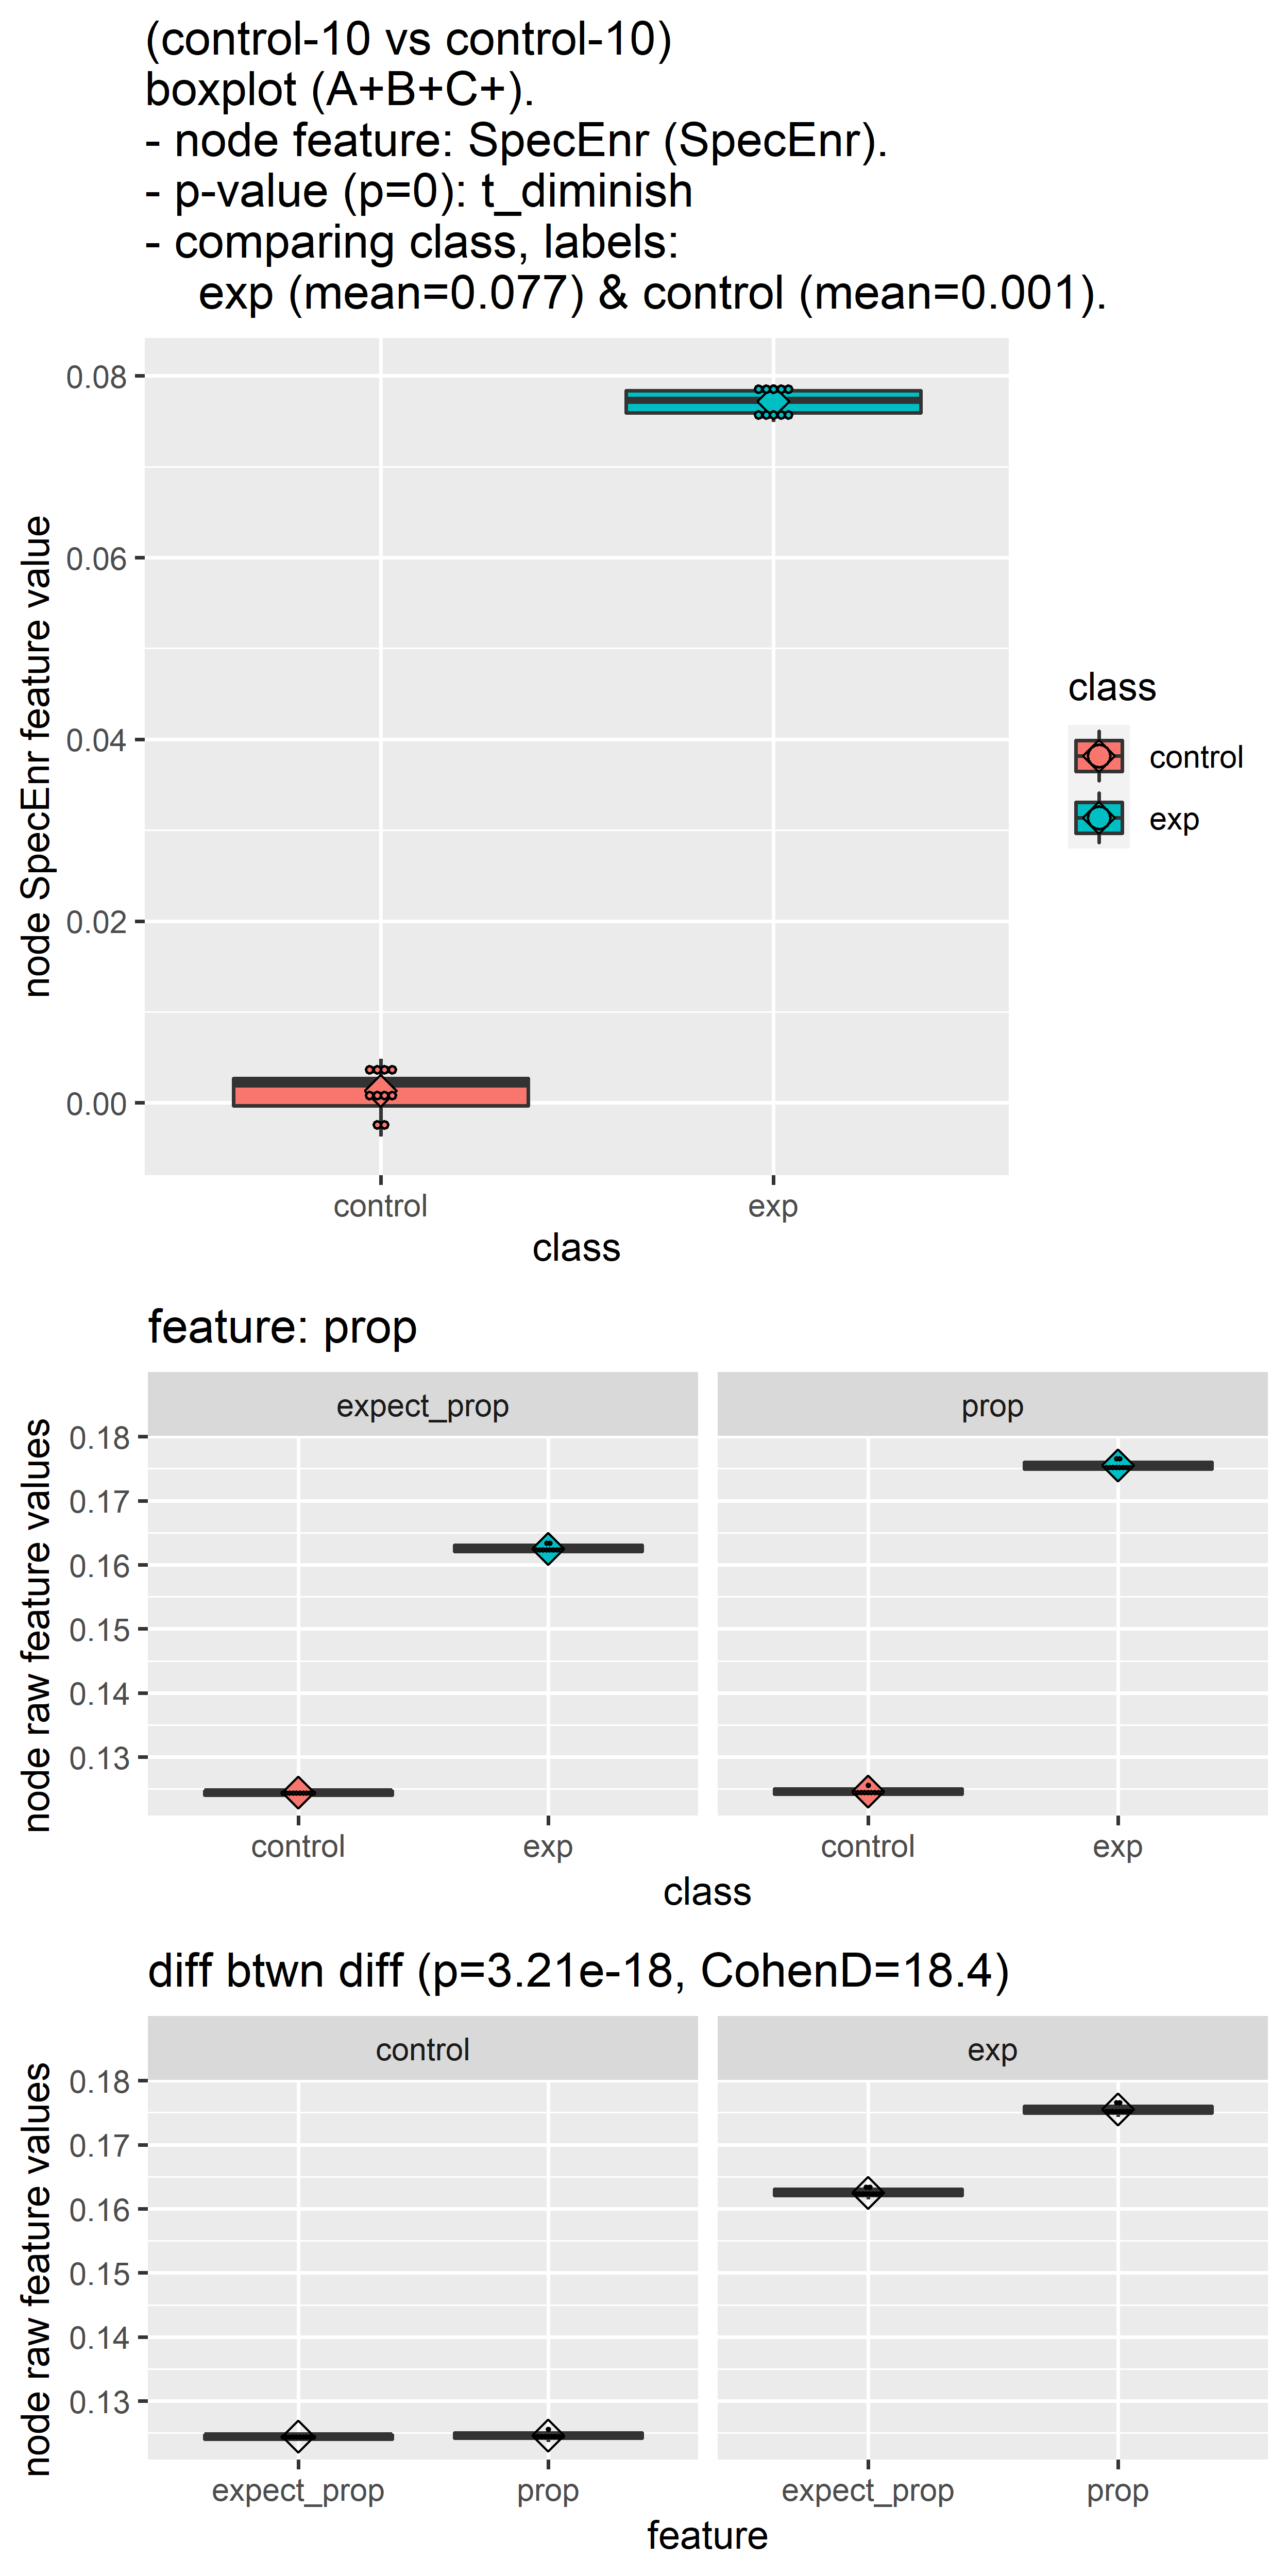 (control-10 vs control-10)
boxplot (A+B+C+).
- node feature: SpecEnr (SpecEnr).
- p-value (p=0): t_diminish
- comparing class, labels:
exp (mean=0.077) & control (mean=0.001).
node SpecEnr feature value
0.08
0.06
0.04
0.02
0.00
control
exp
class
class
control
exp
feature: prop
node raw feature values
expect_prop
prop
0.18
0.17
0.16
0.15
0.14
0.13
control
exp
control
exp
class
diff btwn diff (p=3.21e-18, CohenD=18.4)
node raw feature values
control
exp
0.18
0.17
0.16
0.15
0.14
0.13
expect_prop
prop
expect_prop
prop
feature